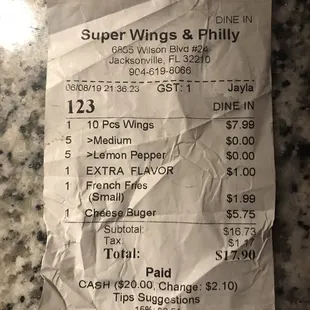 DINE IN
Super Wings & Philly
6855 Wilson Blvd #24
Jacksonville, FL 32210
904-619-8066
06/08/19 21:36:23 GST: 1 Jayla
123 DINE IN
1 10 Pcs Wings $7.99
5 >Medium $0.00
5 >Lemon Pepper $0.00
1 EXTRA FLAVOR $1.00
1 French Fries
(Small) $1.99
1 Cheese Buger $5.75
Subtotal: $16.73
Tax: $1.17
Total: $17.90
Paid
CASH ($20.00, Change: $2.10)
Tips Suggestions